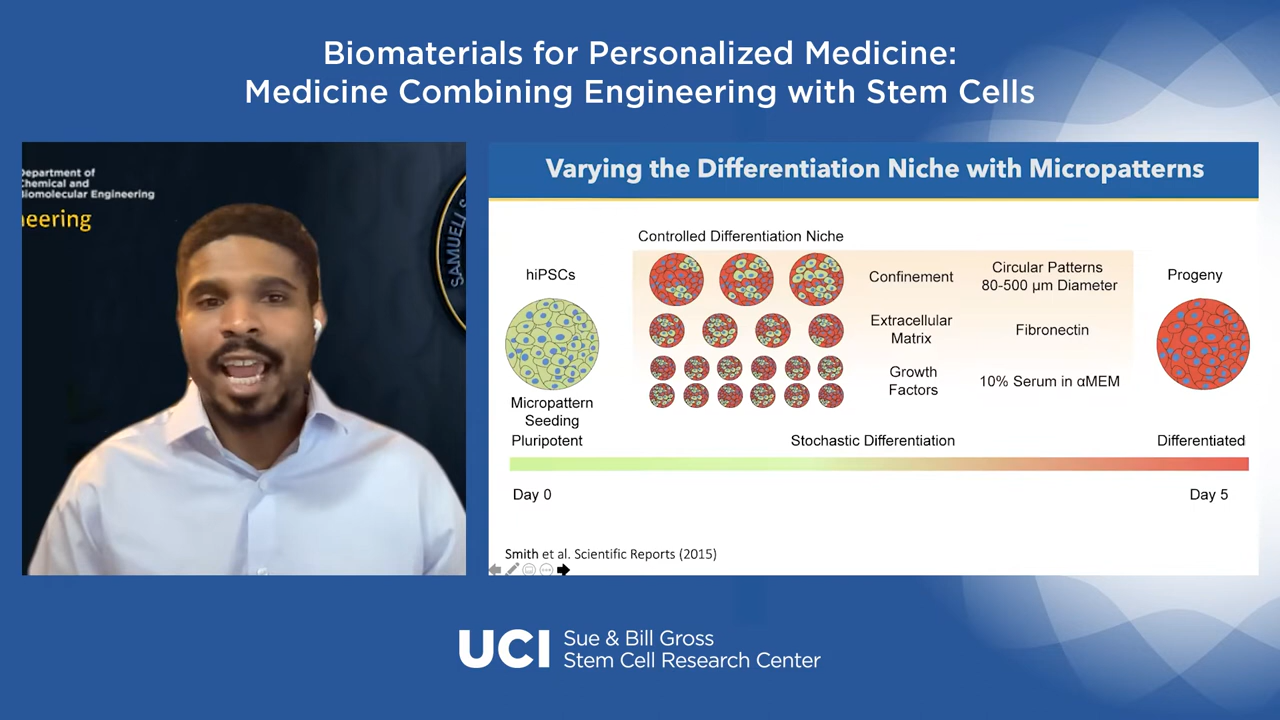 Biomaterials for Personalized Medicine:
Medicine Combining Engineering with Stem Cells
Department of
Chemical and
Biomolecular Engineering
neering
SAMUELI S
Varying the Differentiation Niche with Micropatterns
Controlled Differentiation Niche
hiPSCs
Confinement
Circular Patterns
80-500 µm Diameter
Progeny
Extracellular
Matrix
Fibronectin
Growth
Factors
10% Serum in αMEM
Micropattern
Seeding
Pluripotent
Stochastic Differentiation
Differentiated
Day 0
Day 5
Smith et al. Scientific Reports (2015)
UCI
Sue & Bill Gross
Stem Cell Research Center